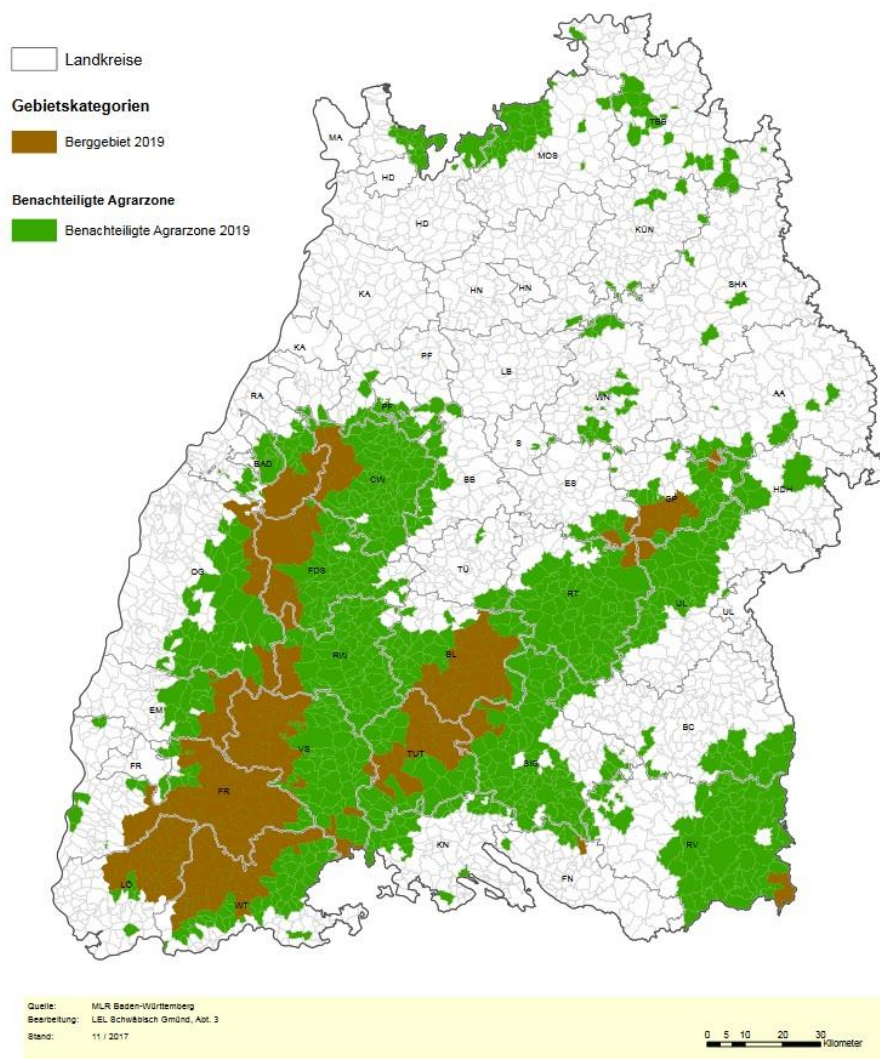 Landkreise
Gebietskategorien
Berggebiet 2019
Benachteiligte Agrarzone
Benachteiligte Agrarzone 2019
TBB
MA
MOS
HD
HD
KÜN
KA
HN
HN
SHA
KA
PF
LB
RA
WN
AA
PF
S
BAD
CW
BB
ES
GP
HDH
OG
FDS
TÜ
RT
UL
UL
RW
BL
EM
BC
VS
TUT
SIG
FR
FR
RV
KN
FN
LÖ
WT
Quelle: MLR Baden-Württemberg
Bearbeitung: LEL Schwäbisch Gmünd, Abt. 3
Stand: 11 / 2017
0 5 10 20 30
Kilometer